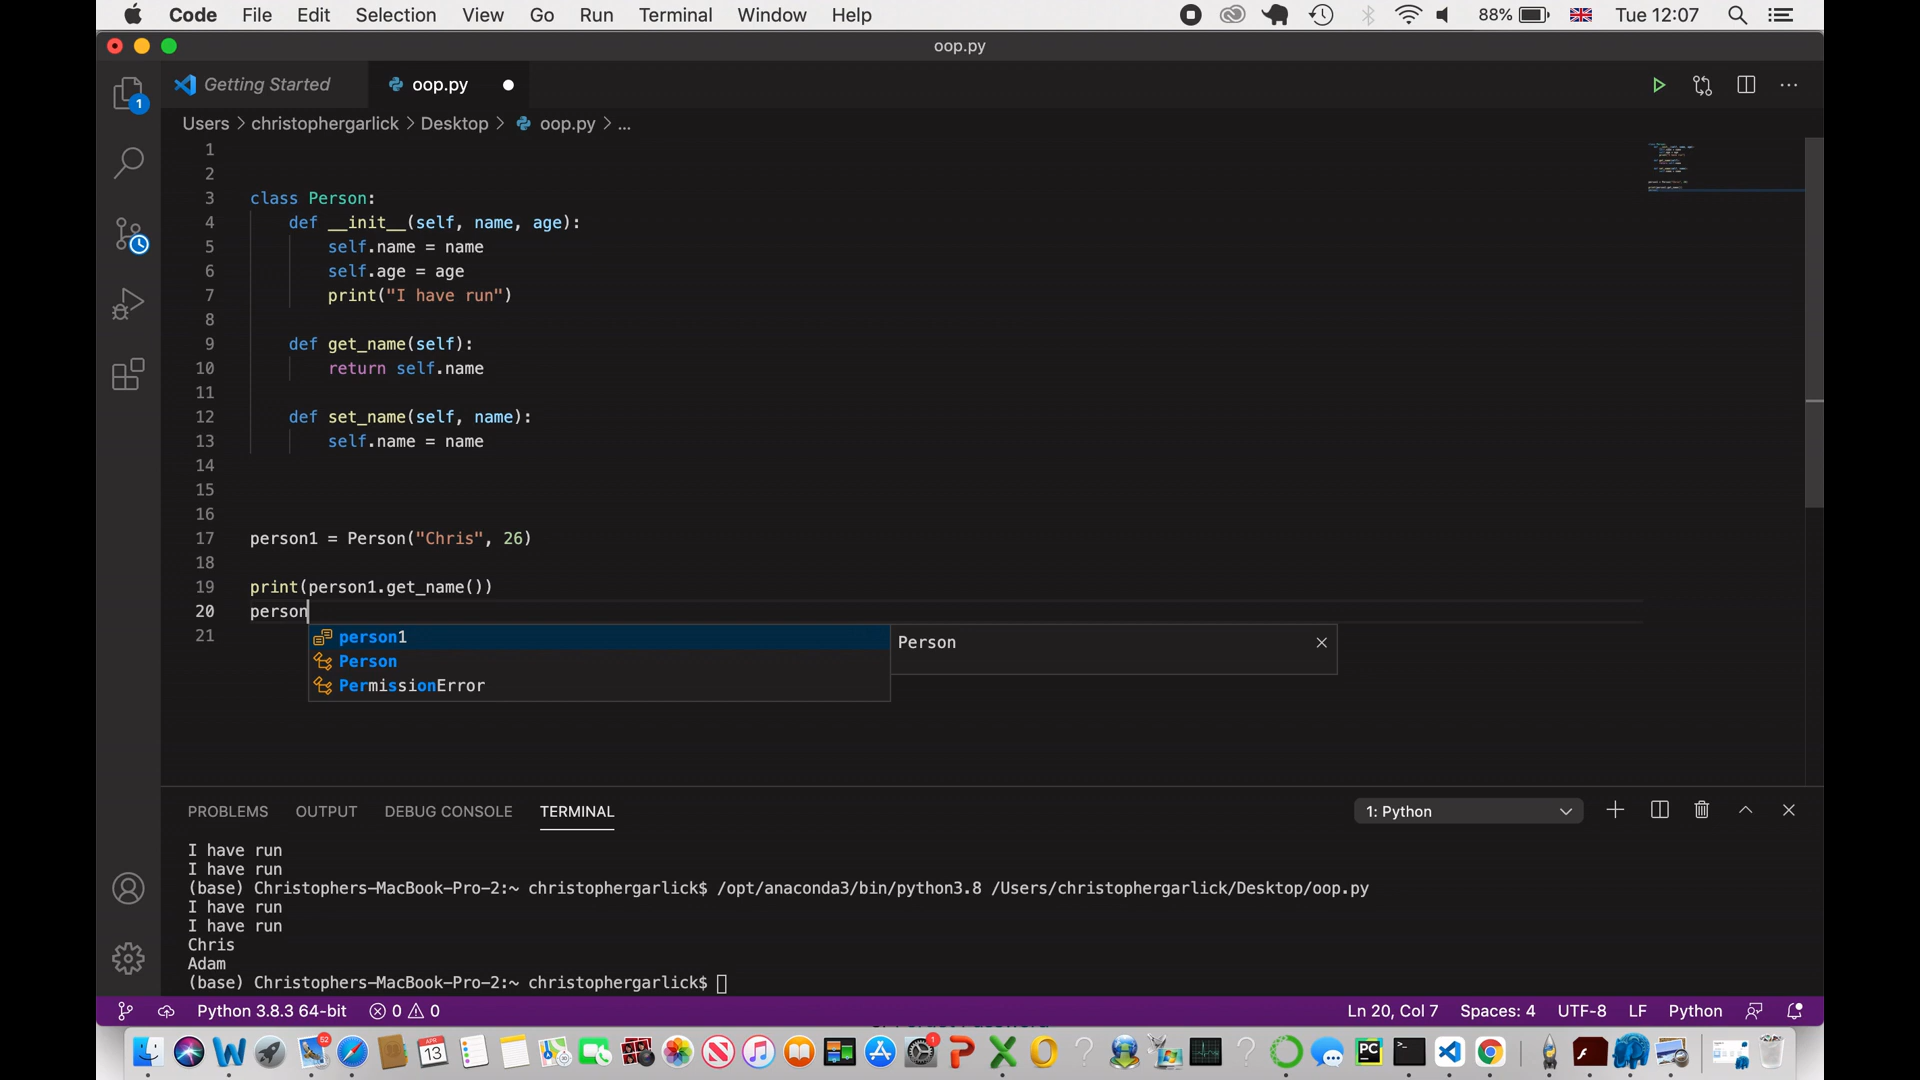 Code File Edit Selection View Go Run Terminal Window Help 88% Tue 12:07
oop.py
Getting Started oop.py
1
Users > christophergarlick > Desktop > oop.py > ...
1
2
3 class Person:
4 def __init__(self, name, age):
5 self.name = name
6 self.age = age
7 print("I have run")
8
9 def get_name(self):
10 return self.name
11
12 def set_name(self, name):
13 self.name = name
14
15
16
17 person1 = Person("Chris", 26)
18
19 print(person1.get_name())
20 person
21
person1 Person
Person
PermissionError
PROBLEMS OUTPUT DEBUG CONSOLE TERMINAL 1: Python
I have run
I have run
(base) Christophers-MacBook-Pro-2:~ christophergarlick$ /opt/anaconda3/bin/python3.8 /Users/christophergarlick/Desktop/oop.py
I have run
I have run
Chris
Adam
(base) Christophers-MacBook-Pro-2:~ christophergarlick$
Python 3.8.3 64-bit 0 0 Ln 20, Col 7 Spaces: 4 UTF-8 LF Python
52 APR 13 1 PC